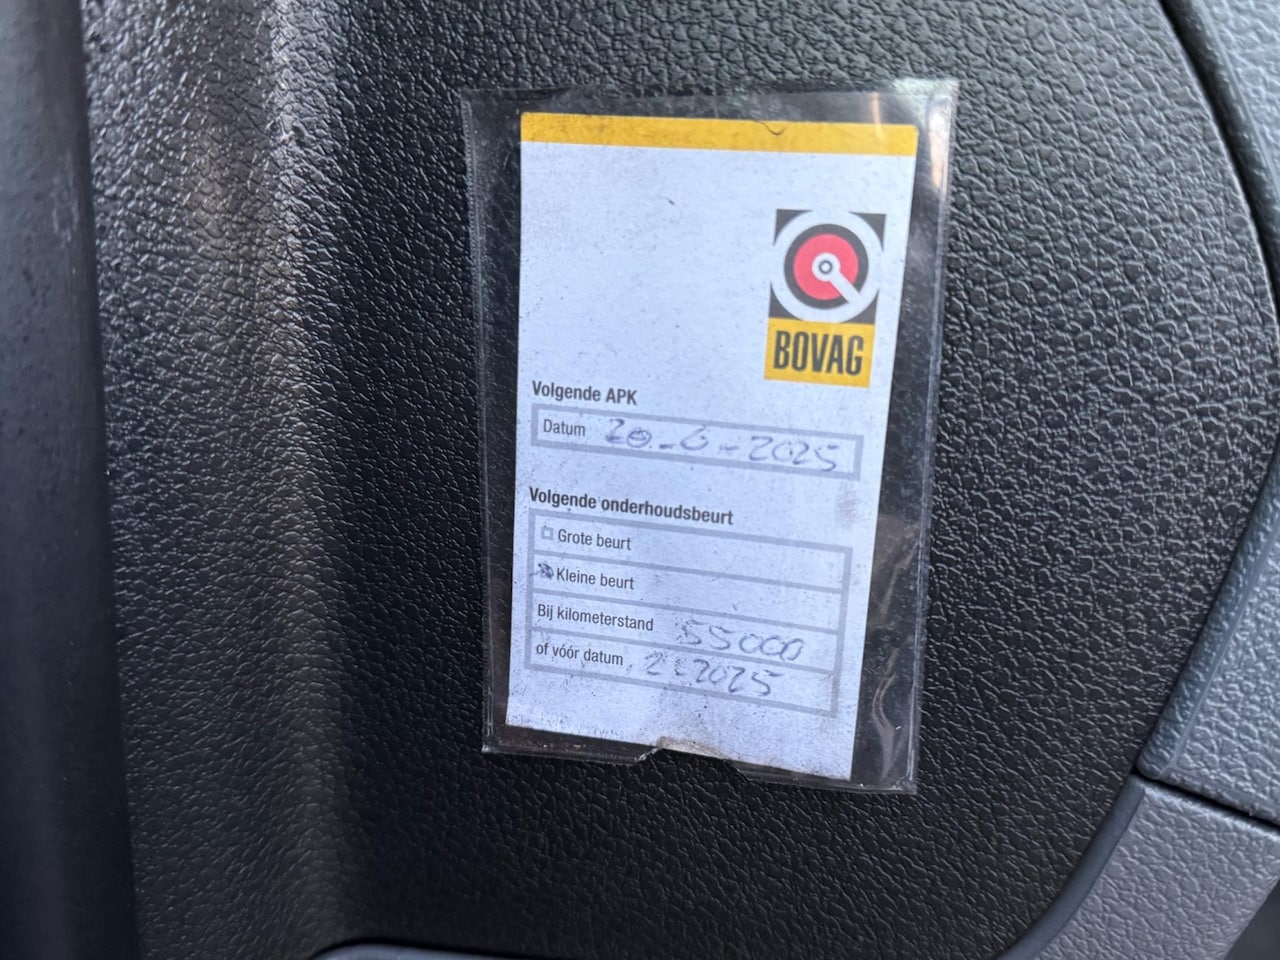 BOVAG
Volgende APK
Datum 20-6-2025
Volgende onderhoudsbeurt
Grote beurt
Kleine beurt
Bij kilometerstand 55000
of vóór datum 2-2025